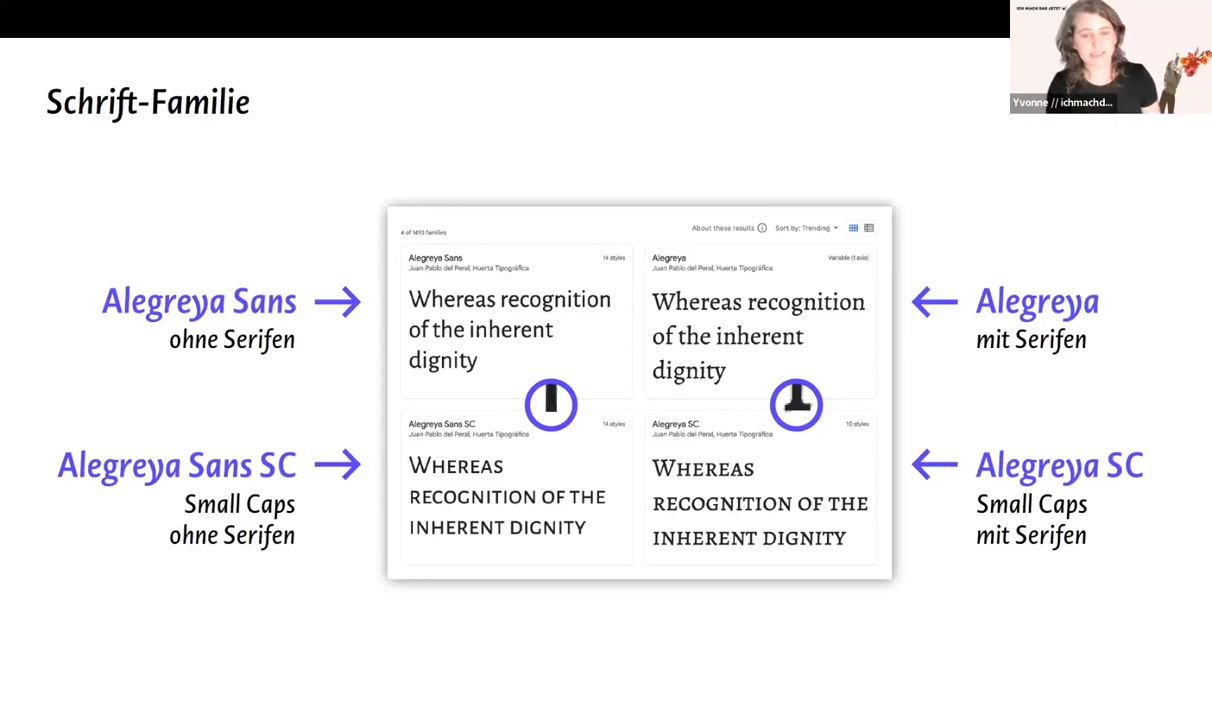 ICH MACH DAS JETZT
Yvonne // ichmachd...
Schrift-Familie
4 of 1493 families
About these results
Sort by: Trending
Alegreya Sans
ohne Serifen
Alegreya Sans
14 styles
Juan Pablo del Peral, Huerta Tipográfica
Whereas recognition
of the inherent
dignity
Alegreya
Variable (1 axis)
Juan Pablo del Peral, Huerta Tipográfica
Whereas recognition
of the inherent
dignity
Alegreya
mit Serifen
Alegreya Sans SC
Small Caps
ohne Serifen
Alegreya Sans SC
14 styles
Juan Pablo del Peral, Huerta Tipográfica
Whereas
recognition of the
inherent dignity
Alegreya SC
10 styles
Juan Pablo del Peral, Huerta Tipográfica
Whereas
recognition of the
inherent dignity
Alegreya SC
Small Caps
mit Serifen